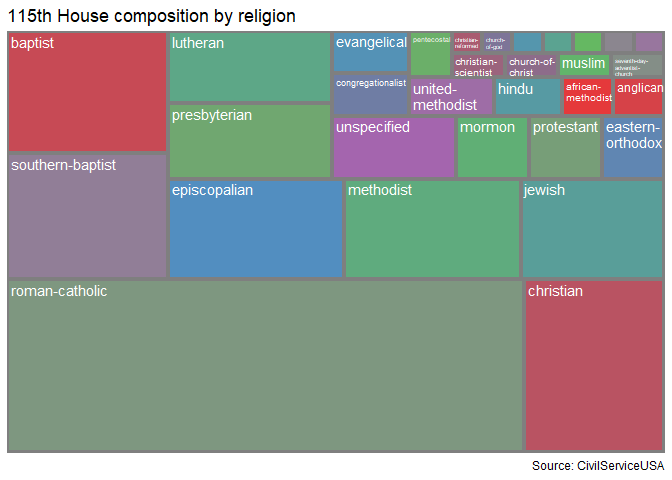 115th House composition by religion
baptist
lutheran
evangelical
pentecostal
christian-
reformed
church-
of-god
christian-
scientist
church-of-
christ
muslim
seventh-day-
adventist-
church
congregationalist
united-
methodist
hindu
african-
methodist
anglican
presbyterian
unspecified
mormon
protestant
eastern-
orthodox
southern-baptist
episcopalian
methodist
jewish
roman-catholic
christian
Source: CivilServiceUSA